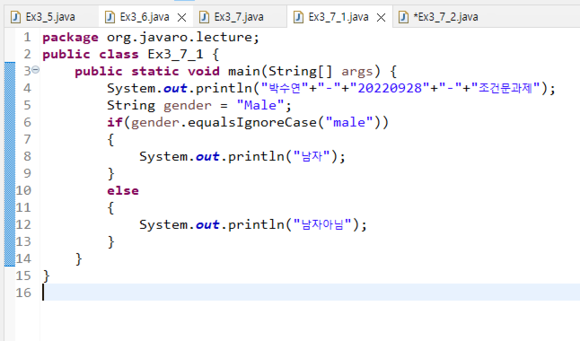 Ex3_5.java Ex3_6.java Ex3_7.java Ex3_7_1.java *Ex3_7_2.java
1 package org.javaro.lecture;
2 public class Ex3_7_1 {
3 public static void main(String[] args) {
4 System.out.println("박수연"+"-"+"20220928"+"-"+"조건문과제");
5 String gender = "Male";
6 if(gender.equalsIgnoreCase("male"))
7 {
8 System.out.println("남자");
9 }
10 else
11 {
12 System.out.println("남자아님");
13 }
14 }
15 }
16